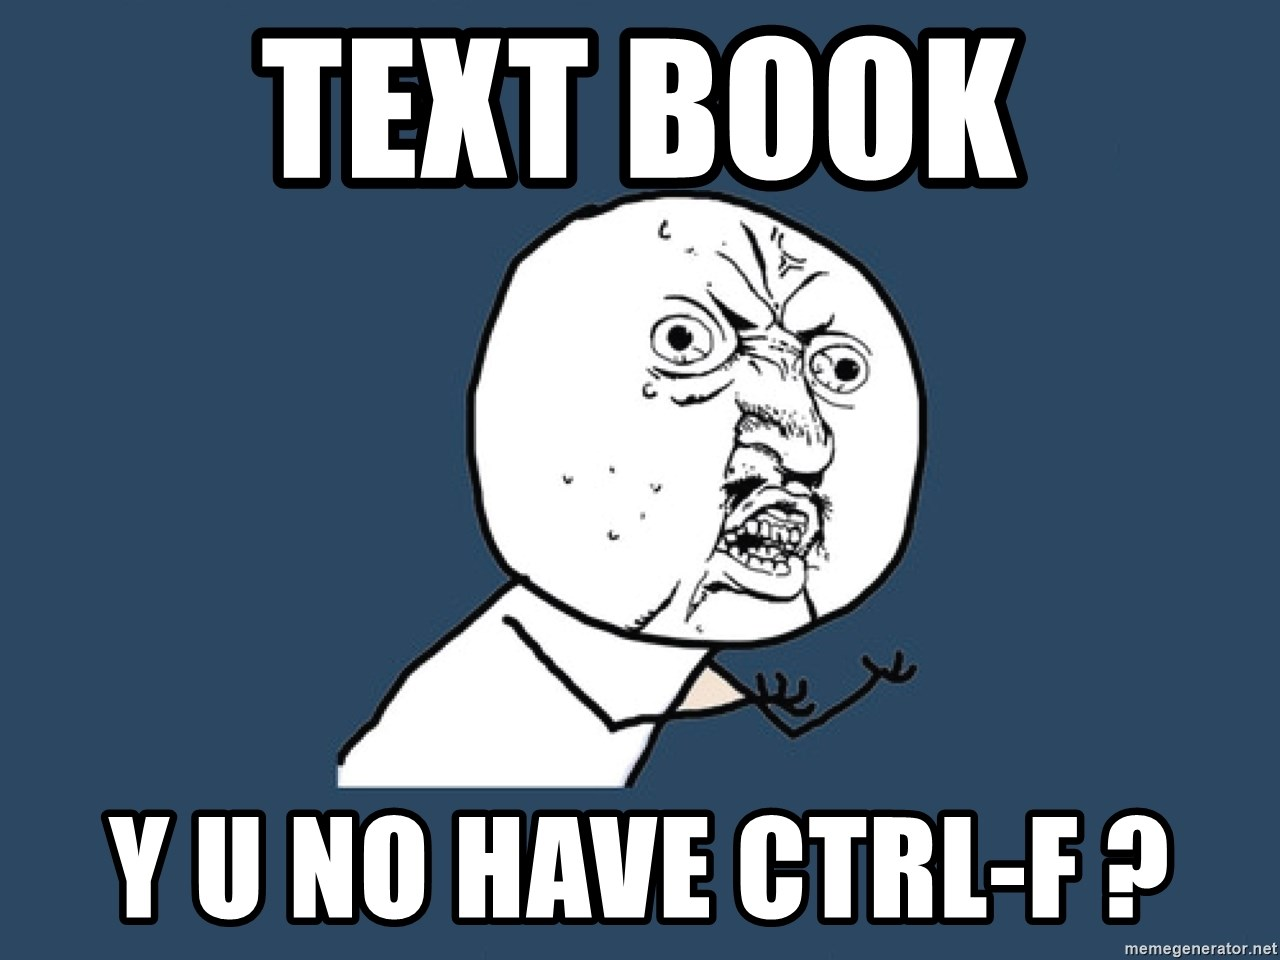 TEXT BOOK
Y U NO HAVE CTRL-F ?
memegenerator.net